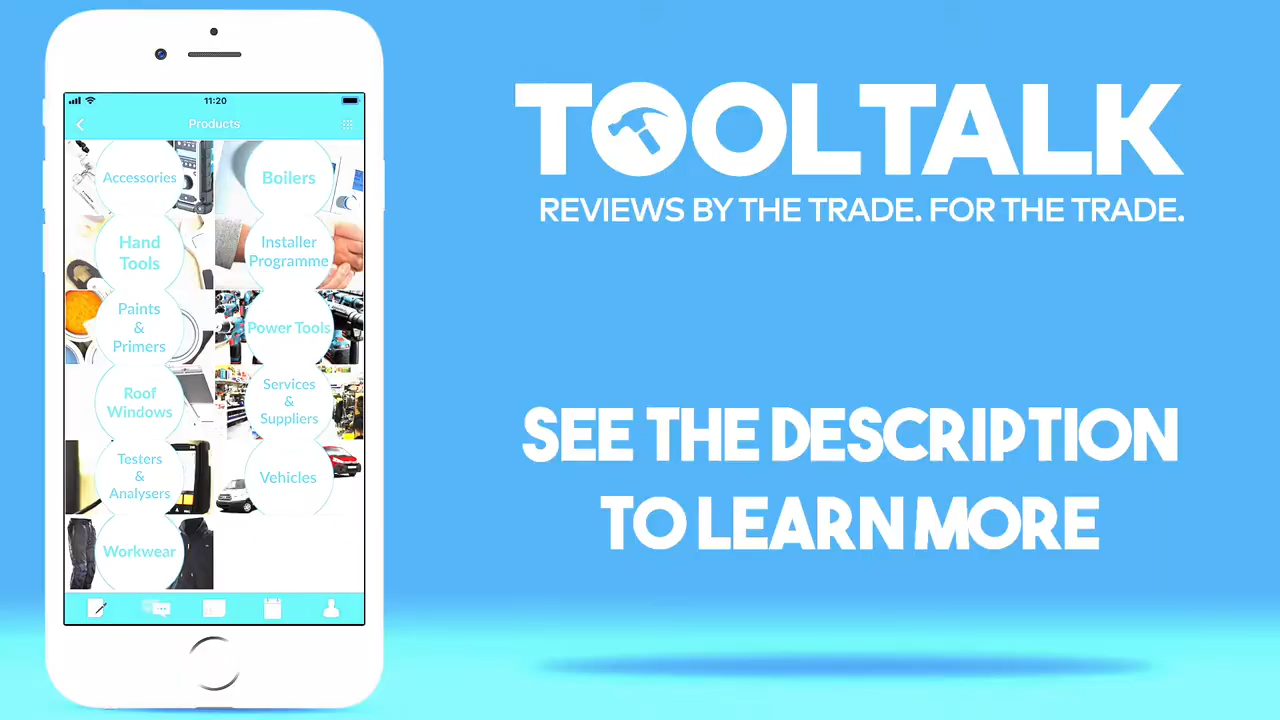 11:20
Products
Accessories
Boilers
Hand
Tools
Installer
Programme
Paints
&
Primers
Power Tools
Roof
Windows
Services
&
Suppliers
Testers
&
Analysers
Vehicles
Workwear
TOOLTALK
REVIEWS BY THE TRADE. FOR THE TRADE.
SEE THE DESCRIPTION
TO LEARN MORE